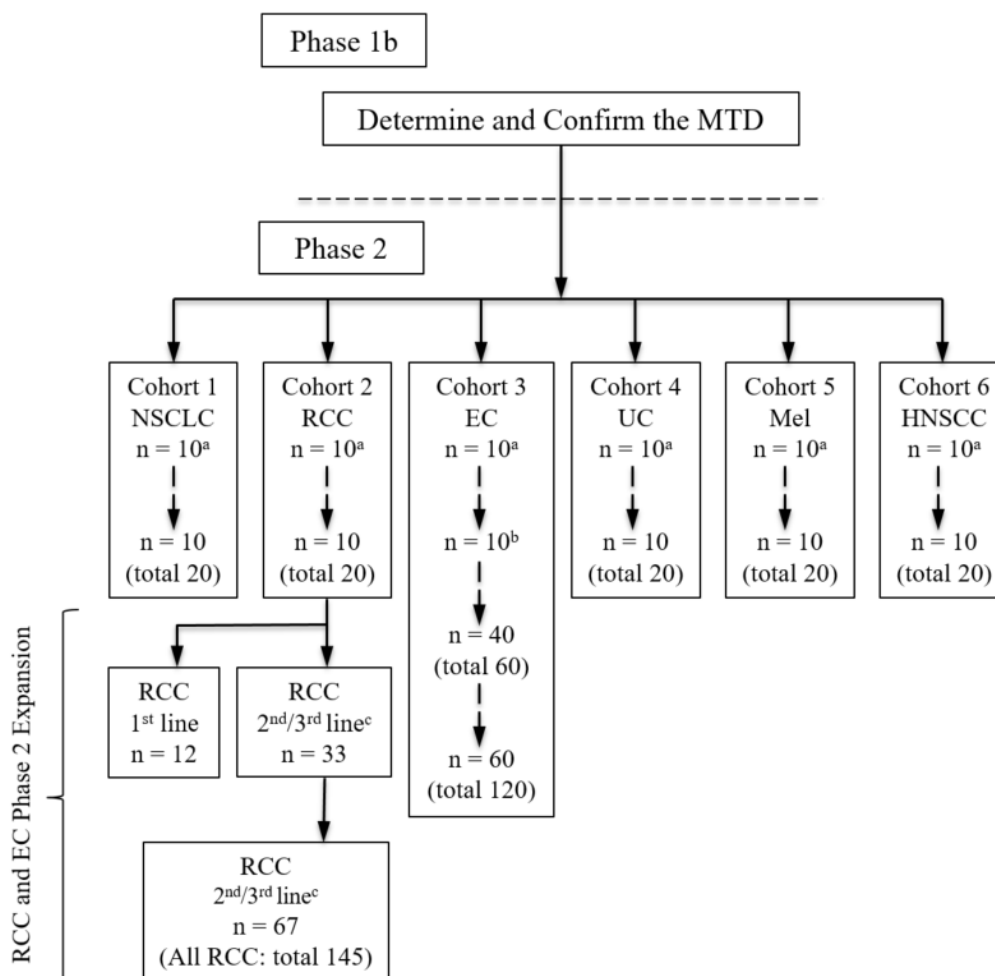 Phase 1b
Determine and Confirm the MTD
Phase 2
Cohort 1
NSCLC
n = 10ᵃ
n = 10
(total 20)
Cohort 2
RCC
n = 10ᵃ
n = 10
(total 20)
Cohort 3
EC
n = 10ᵃ
n = 10ᵇ
n = 40
(total 60)
n = 60
(total 120)
Cohort 4
UC
n = 10ᵃ
n = 10
(total 20)
Cohort 5
Mel
n = 10ᵃ
n = 10
(total 20)
Cohort 6
HNSCC
n = 10ᵃ
n = 10
(total 20)
RCC and EC Phase 2 Expansion
RCC
1ˢᵗ line
n = 12
RCC
2ⁿᵈ/3ʳᵈ lineᶜ
n = 33
RCC
2ⁿᵈ/3ʳᵈ lineᶜ
n = 67
(All RCC: total 145)